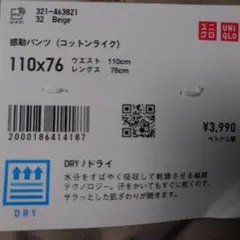 321-463821
32 Beige
ユニクロ
UNIQLO
感動パンツ（コットンライク）
110x76
ウエスト 110cm
レングス 76cm
2000186414187
¥3,990
ベトナム製
DRY/ドライ
水分をすばやく吸収して乾燥させる繊維
テクノロジー。汗をかいてもすぐに乾くので、
サラッとした肌ざわりが続きます。
DRY